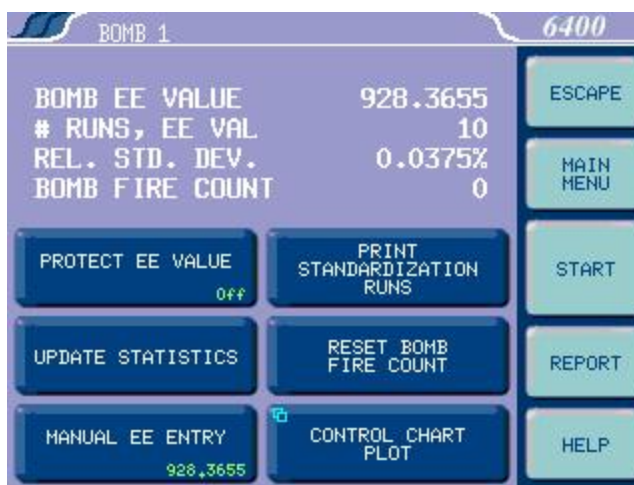 BOMB 1
6400
BOMB EE VALUE 928.3655
# RUNS, EE VAL 10
REL. STD. DEV. 0.0375%
BOMB FIRE COUNT 0
ESCAPE
MAIN
MENU
START
REPORT
HELP
PROTECT EE VALUE
Off
PRINT
STANDARDIZATION
RUNS
UPDATE STATISTICS
RESET BOMB
FIRE COUNT
MANUAL EE ENTRY
928.3655
CONTROL CHART
PLOT